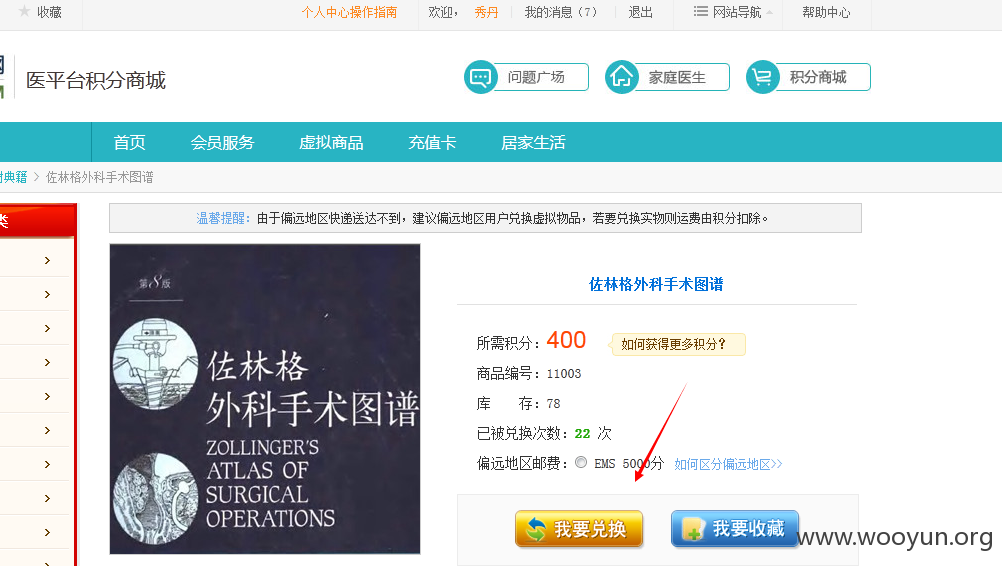 收藏 个人中心操作指南 欢迎， 秀丹 我的消息（7） 退出 网站导航 帮助中心
医平台积分商城 问题广场 家庭医生 积分商城
首页 会员服务 虚拟商品 充值卡 居家生活
典籍 > 佐林格外科手术图谱
类
温馨提醒：由于偏远地区快递送达不到，建议偏远地区用户兑换虚拟物品，若要兑换实物则运费由积分扣除。
第8版
佐林格
外科手术图谱
ZOLLINGER'S
ATLAS OF
SURGICAL
OPERATIONS
佐林格外科手术图谱
所需积分：400 如何获得更多积分？
商品编号：11003
库 存：78
已被兑换次数：22 次
偏远地区邮费： EMS 5000分 如何区分偏远地区>>
我要兑换 我要收藏
www.wooyun.org